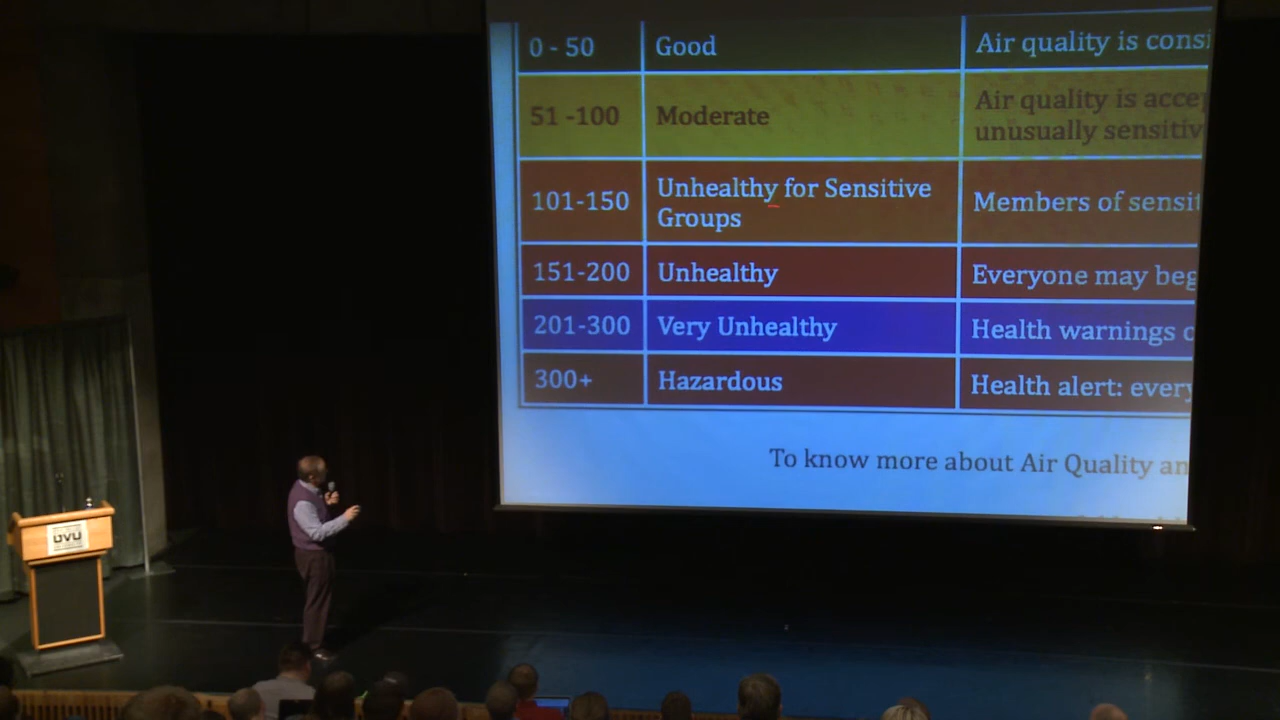 0 - 50 Good Air quality is consi
51 -100 Moderate Air quality is acce
unusually sensitiv
101-150 Unhealthy for Sensitive
Groups Members of sensit
151-200 Unhealthy Everyone may beg
201-300 Very Unhealthy Health warnings
300+ Hazardous Health alert: every
To know more about Air Quality an
UVU